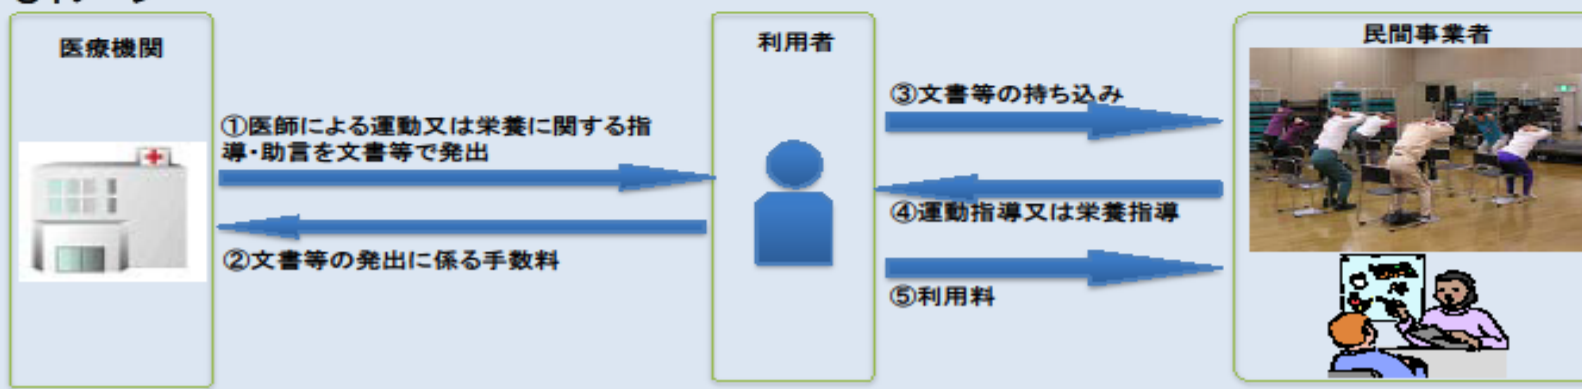 医療機関
利用者
民間事業者
①医師による運動又は栄養に関する指
導・助言を文書等で発出
②文書等の発出に係る手数料
③文書等の持ち込み
④運動指導又は栄養指導
⑤利用料